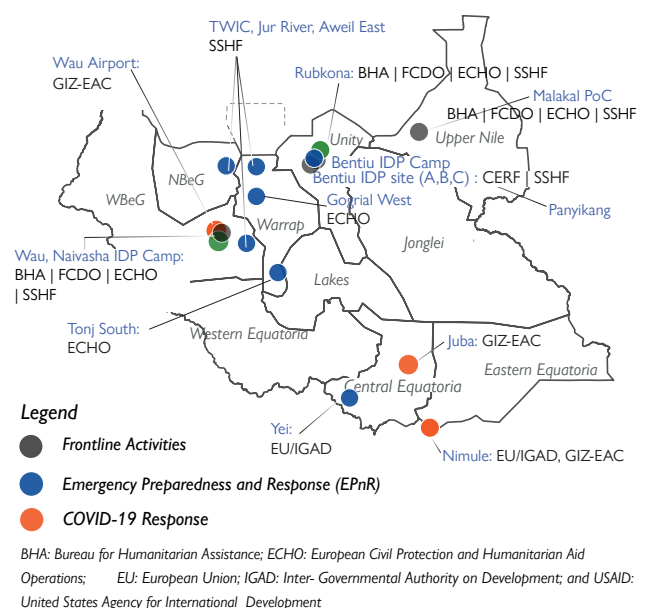 TWIC, Jur River, Aweil East
SSHF
Wau Airport:
GIZ-EAC
Rubkona: BHA | FCDO | ECHO | SSHF
Malakal PoC
BHA | FCDO | ECHO | SSHF
Unity
Upper Nile
Bentiu IDP Camp
Bentiu IDP site (A,B,C) : CERF | SSHF
NBeG
WBeG
Gogrial West
ECHO
Panyikang
Warrap
Jonglei
Wau, Naivasha IDP Camp:
BHA | FCDO | ECHO
| SSHF
Lakes
Tonj South:
ECHO
Western Equatoria
Juba: GIZ-EAC
Eastern Equatoria
Central Equatoria
Yei:
EU/IGAD
Nimule: EU/IGAD, GIZ-EAC
Legend
Frontline Activities
Emergency Preparedness and Response (EPnR)
COVID-19 Response
BHA: Bureau for Humanitarian Assistance; ECHO: European Civil Protection and Humanitarian Aid
Operations; EU: European Union; IGAD: Inter- Governmental Authority on Development; and USAID:
United States Agency for International Development